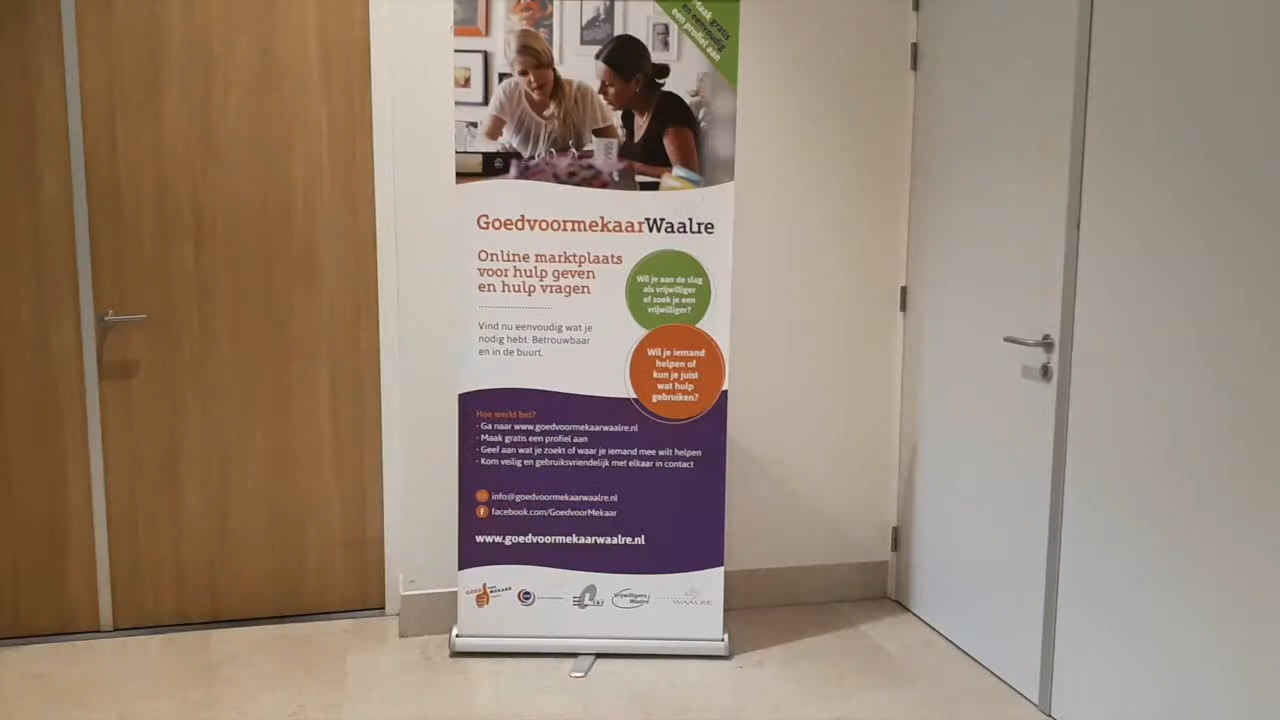 Maak gratis
en eenvoudig
een profiel aan
GoedvoormekaarWaalre
Online marktplaats
voor hulp geven
en hulp vragen
Vind nu eenvoudig wat je
nodig hebt. Betrouwbaar
en in de buurt.
Wil je aan de slag
als vrijwilliger
of zoek je een
vrijwilliger?
Wil je iemand
helpen of
kun je juist
wat hulp
gebruiken?
Hoe werkt het?
• Ga naar www.goedvoormekaarwaalre.nl
• Maak gratis een profiel aan
• Geef aan wat je zoekt of waar je iemand mee wilt helpen
• Kom veilig en gebruiksvriendelijk met elkaar in contact
info@goedvoormekaarwaalre.nl
facebook.com/GoedvoorMekaar
www.goedvoormekaarwaalre.nl
GOED VOOR MEKAAR
Vrijwilligers
Waalre
WAALRE